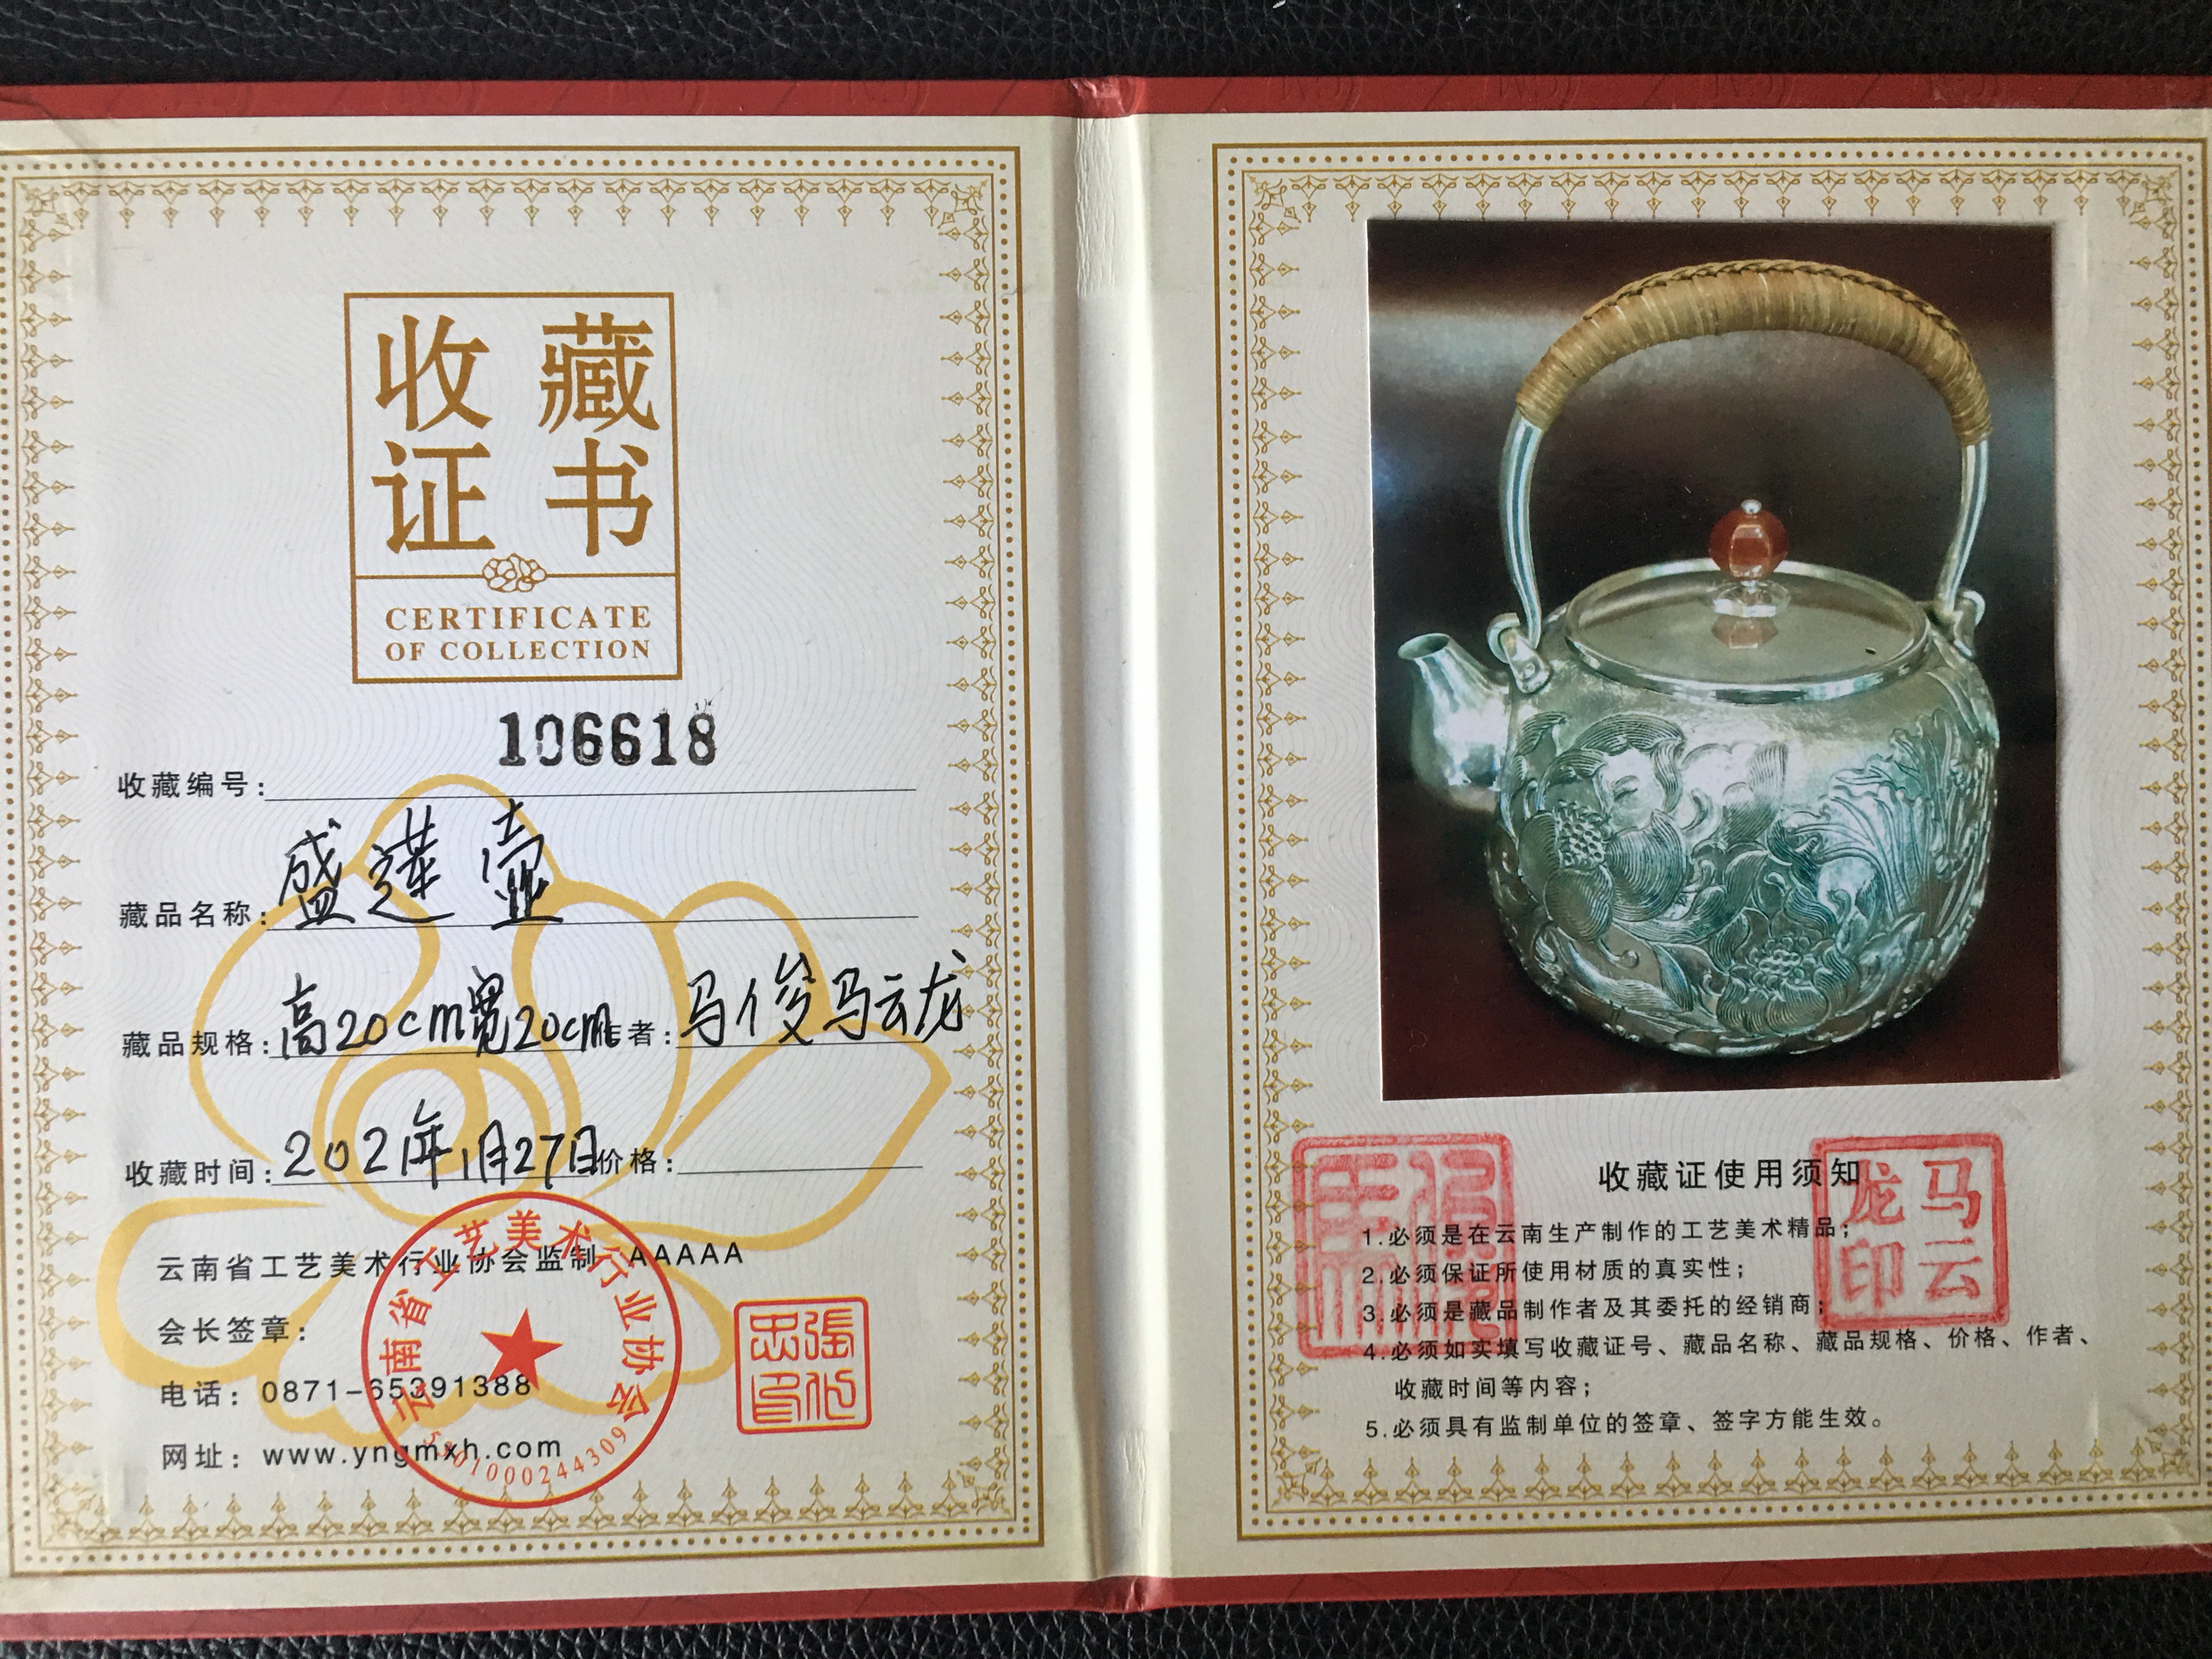 收藏
证书
CERTIFICATE
OF COLLECTION
106618
收藏编号:
藏品名称: 盛莲壶
藏品规格: 高20cm宽20cm 作者: 马俊马云龙
收藏时间: 2021年1月27日 价格:
云南省工艺美术行业协会监制 AAAAA
会长签章:
电话: 0871-65391388
网址: www.yngmxh.com
云南省工艺美术行业协会
收藏证使用须知
1.必须是在云南生产制作的工艺美术精品;
2.必须保证所使用材质的真实性;
3.必须是藏品制作者及其委托的经销商;
4.必须如实填写收藏证号、藏品名称、藏品规格、价格、作者、
收藏时间等内容;
5.必须具有监制单位的签章、签字方能生效。
马云
龙印